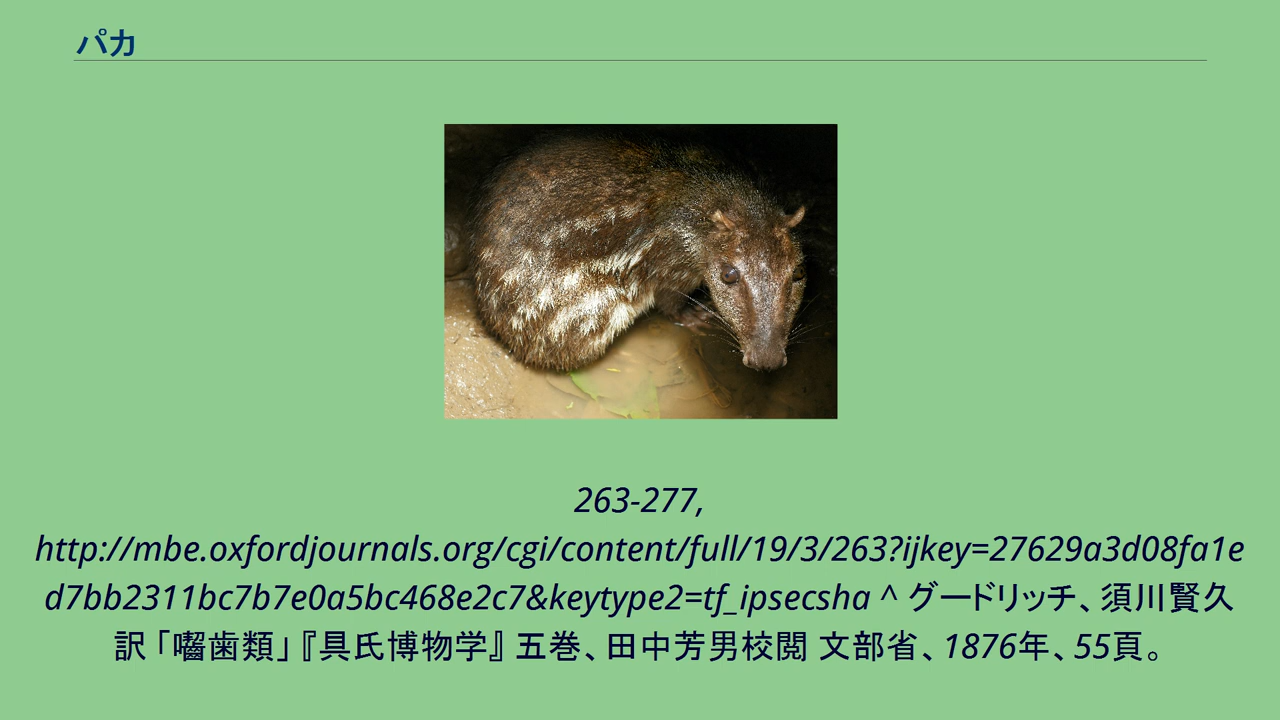 パカ
263-277,
http://mbe.oxfordjournals.org/cgi/content/full/19/3/263?ijkey=27629a3d08fa1e
d7bb2311bc7b7e0a5bc468e2c7&keytype2=tf_ipsecsha ^ グードリッチ、須川賢久
訳「囓歯類」『具氏博物学』 五巻、田中芳男校閲 文部省、1876年、55頁。